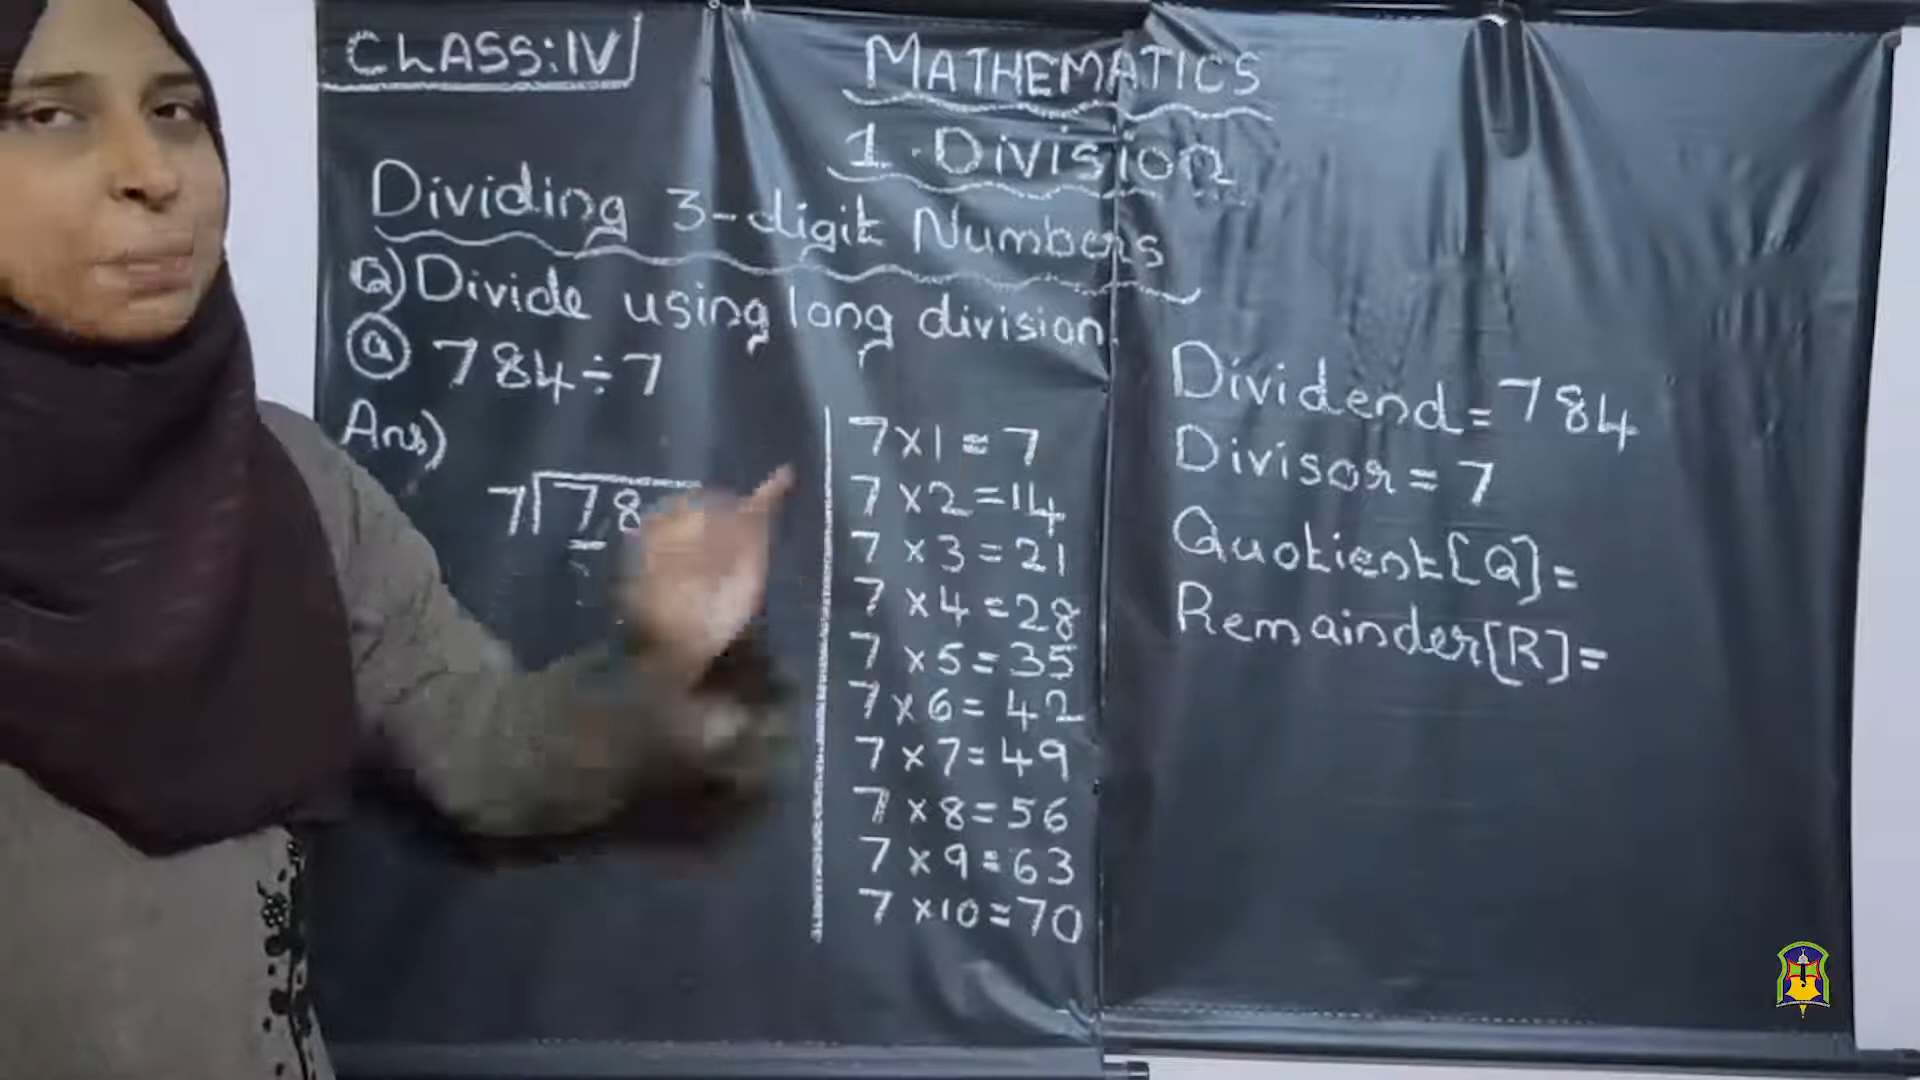 CLASS:IV
MATHEMATICS
1. Division
Dividing 3-digit Numbers
Q) Divide using long division.
ⓐ 784÷7
Ans)
7)78
7×1=7
7×2=14
7×3=21
7×4=28
7×5=35
7×6=42
7×7=49
7×8=56
7×9=63
7×10=70
Dividend=784
Divisor=7
Quotient[Q]=
Remainder[R]=